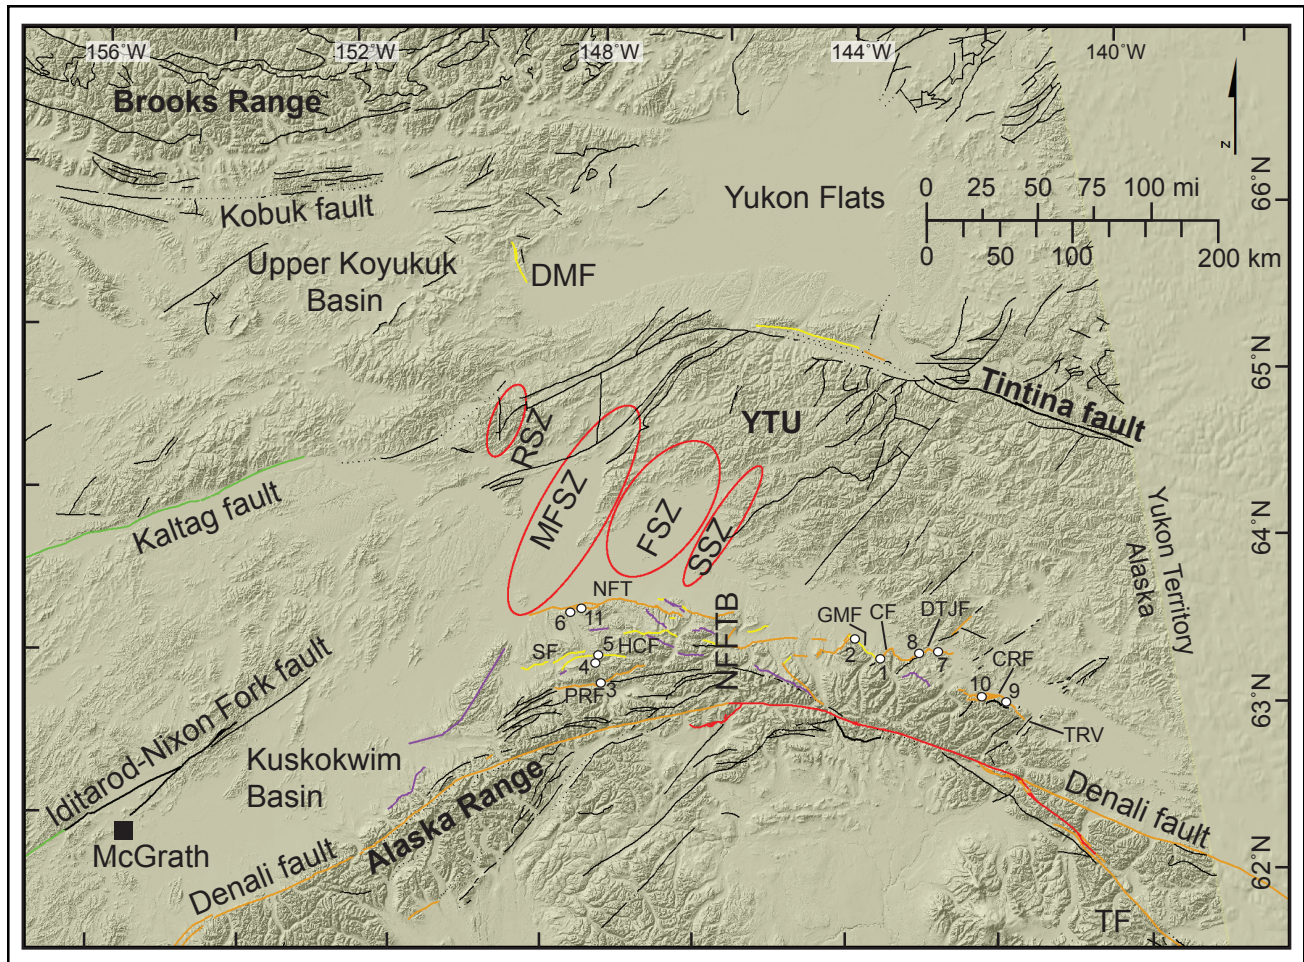 156°W 152°W 148°W 144°W 140°W
Brooks Range
N
Yukon Flats
0 25 50 75 100 mi
0 50 100 200 km
66°N
Kobuk fault
Upper Koyukuk
Basin
DMF
65°N
Tintina fault
YTU
RSZ
MFSZ
FSZ
SSZ
Kaltag fault
64°N
Yukon Territory
Alaska
NFT
6 11
NFFTB
GMF CF DTJF
1
2 1 8 7
SF 5 HCF
4
PRF 3
CRF
10 9
TRV
63°N
Iditarod-Nixon Fork fault
Kuskokwim
Basin
McGrath
Denali fault
Alaska Range
Denali fault
62°N
TF